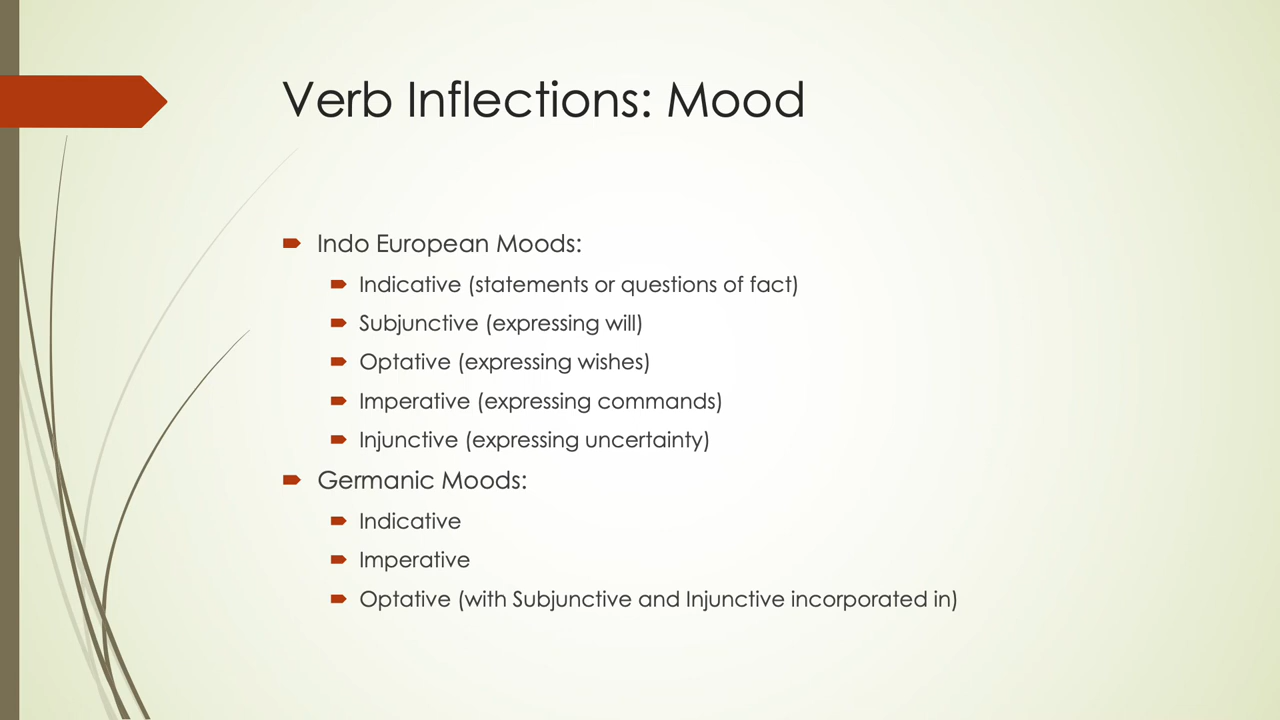 Verb Inflections: Mood
Indo European Moods:
Indicative (statements or questions of fact)
Subjunctive (expressing will)
Optative (expressing wishes)
Imperative (expressing commands)
Injunctive (expressing uncertainty)
Germanic Moods:
Indicative
Imperative
Optative (with Subjunctive and Injunctive incorporated in)